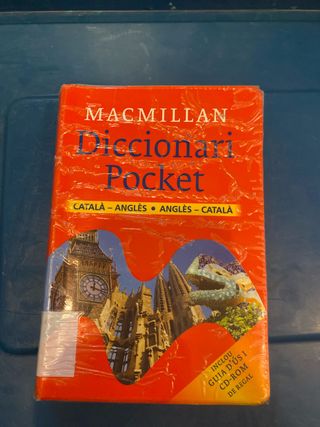 MACMILLAN
Diccionari
Pocket
CATALÀ – ANGLÈS • ANGLÈS – CATALÀ
INCLOU
GUIA D'ÚS I
CD-ROM
DE REGAL